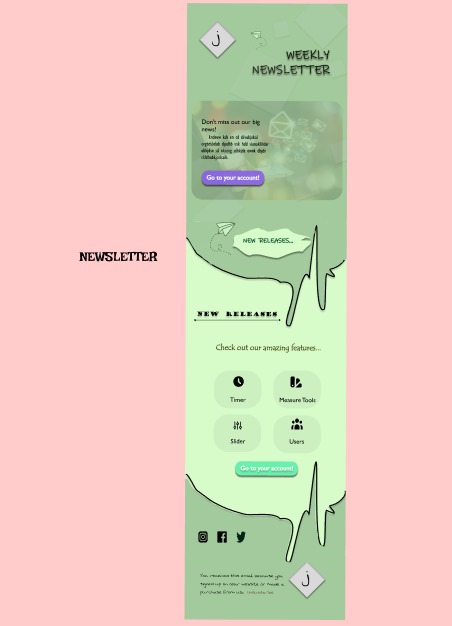 j
WEEKLY
NEWSLETTER
Don't miss out our big
news!
Go to your account!
NEW RELEASES...
NEWSLETTER
NEW RELEASES
Check out our amazing features...
Timer
Measure Tools
Slider
Users
Go to your account!
You received this email because you
signed up on our website or made a
purchase from us.
j